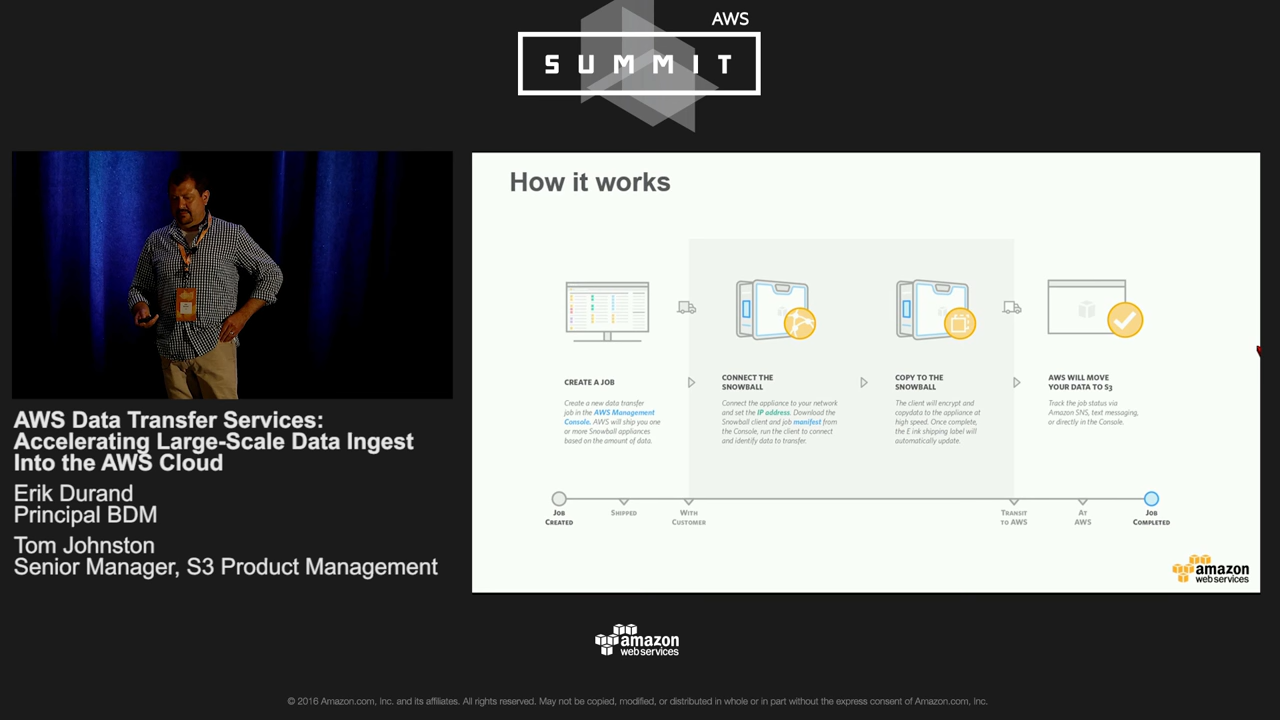 AWS
SUMMIT
How it works
CREATE A JOB
Create a new data transfer
job in the AWS Management
Console. AWS will ship you one
or more Snowball appliances
based on the amount of data.
CONNECT THE
SNOWBALL
Connect the appliance to your network
and set the IP address. Download the
Snowball client and job manifest from
the Console, run the client to connect
and identify data to transfer.
COPY TO THE
SNOWBALL
The client will encrypt and
copydata to the appliance at
high speed. Once complete,
the E ink shipping label will
automatically update.
AWS WILL MOVE
YOUR DATA TO S3
Track the job status via
Amazon SNS, text messaging,
or directly in the Console.
JOB
CREATED
SHIPPED
WITH
CUSTOMER
TRANSIT
TO AWS
AT
AWS
JOB
COMPLETED
amazon
web services
AWS Data Transfer Services:
Accelerating Large-Scale Data Ingest
Into the AWS Cloud
Erik Durand
Principal BDM
Tom Johnston
Senior Manager, S3 Product Management
amazon
web services
© 2016 Amazon.com, Inc. and its affiliates. All rights reserved. May not be copied, modified, or distributed in whole or in part without the express consent of Amazon.com, Inc.